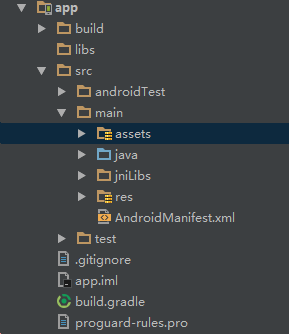 app
build
libs
src
androidTest
main
assets
java
jniLibs
res
AndroidManifest.xml
test
.gitignore
app.iml
build.gradle
proguard-rules.pro